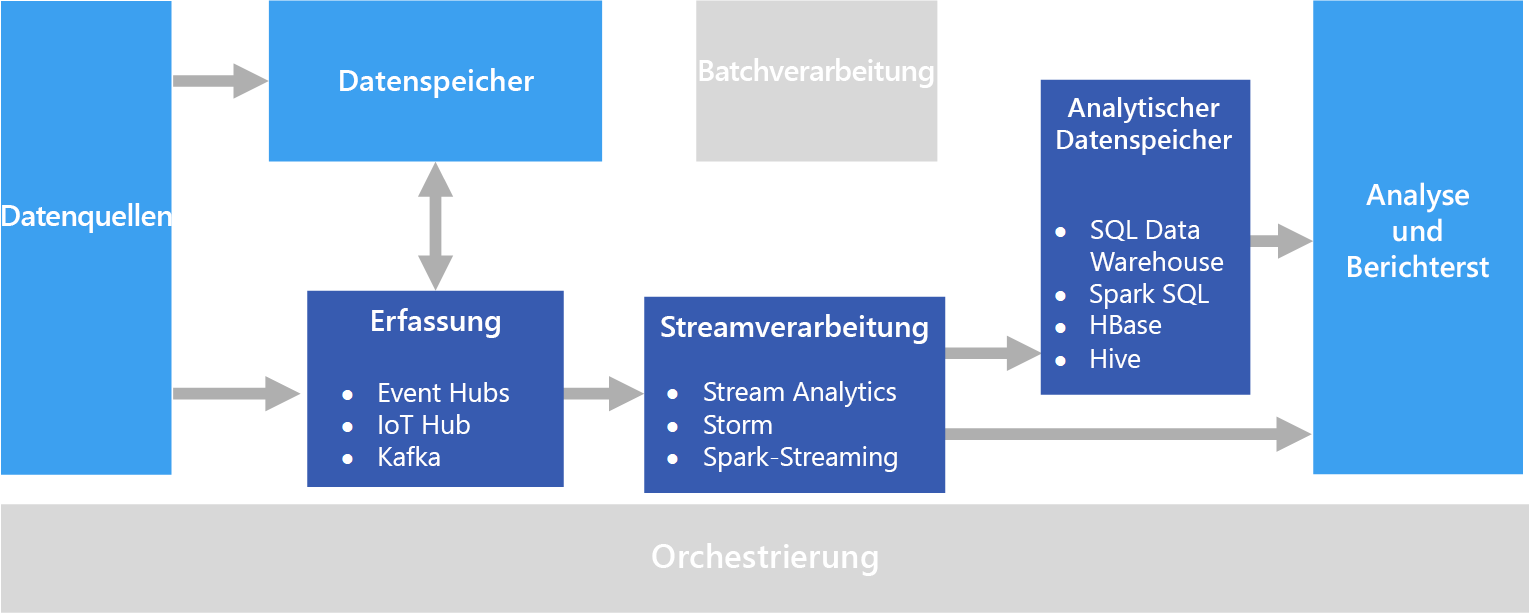 Datenquellen
Datenspeicher
Batchverarbeitung
Erfassung
● Event Hubs
● IoT Hub
● Kafka
Streamverarbeitung
● Stream Analytics
● Storm
● Spark-Streaming
Analytischer
Datenspeicher
● SQL Data
Warehouse
● Spark SQL
● HBase
● Hive
Analyse
und
Berichterst
Orchestrierung